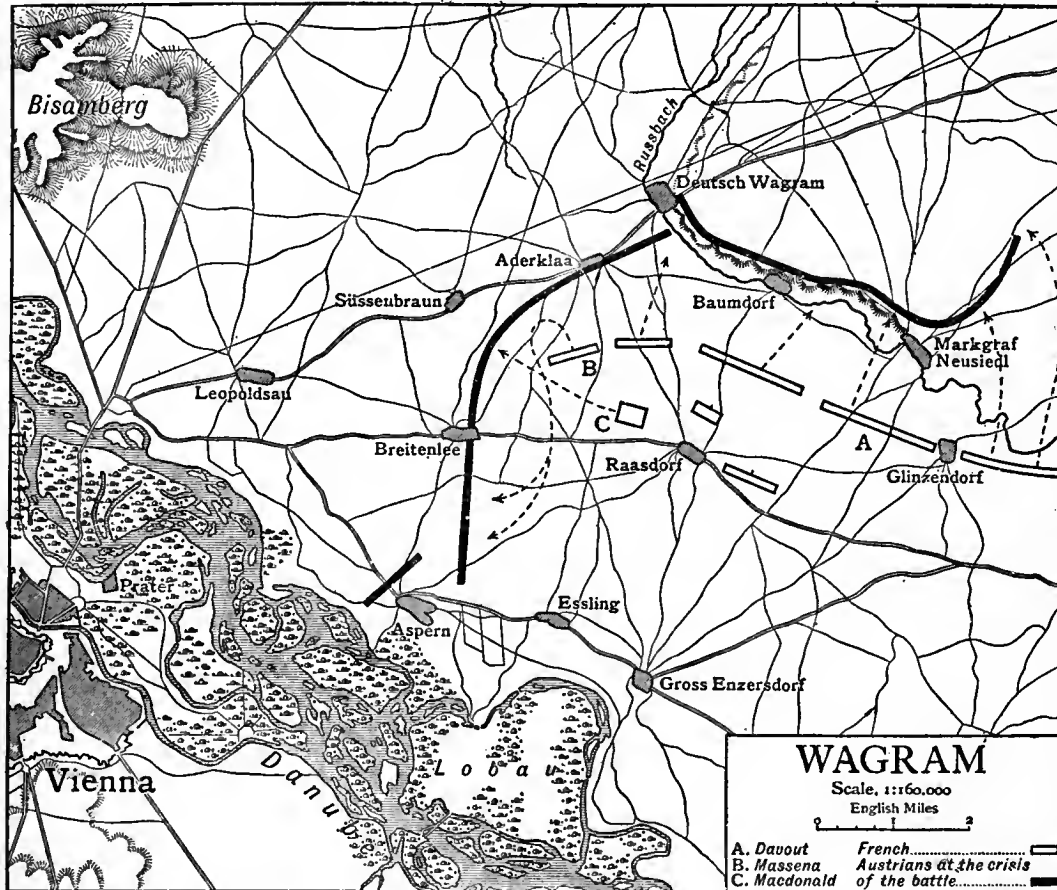 Bisamberg
Russbach
Deutsch Wagram
Aderklaa
Süssenbraun
Baumdorf
Markgraf
Neusiedl
Leopoldsau
B
C
Breitenlee
A
Raasdorf
Glinzendorf
Prater
Aspern
Essling
Gross Enzersdorf
Vienna
Danube
Lobau
WAGRAM
Scale, 1:160,000
English Miles
0 2
A. Davout French
B. Massena Austrians at the crisis
C. Macdonald of the battle